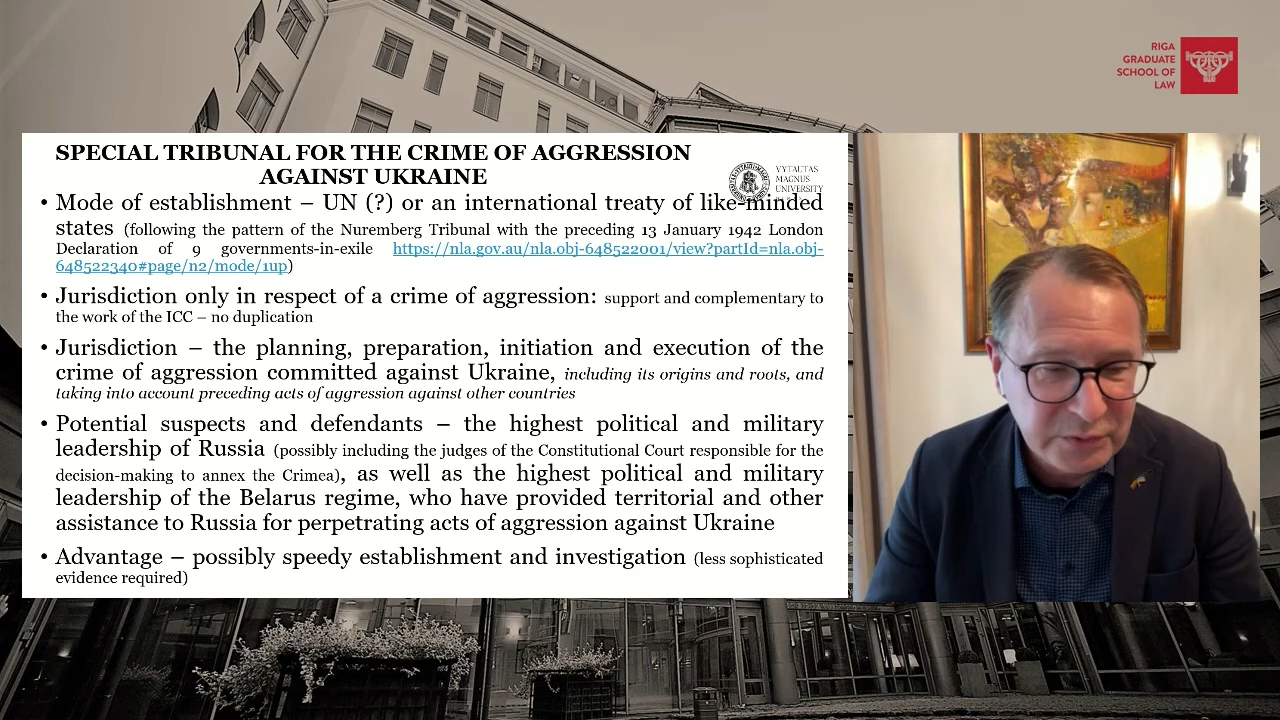 RIGA
GRADUATE
SCHOOL OF
LAW
SPECIAL TRIBUNAL FOR THE CRIME OF AGGRESSION
AGAINST UKRAINE
VYTAUTAS
MAGNUS
UNIVERSITY
• Mode of establishment – UN (?) or an international treaty of like-minded
states (following the pattern of the Nuremberg Tribunal with the preceding 13 January 1942 London
Declaration of 9 governments-in-exile https://nla.gov.au/nla.obj-648522001/view?partId=nla.obj-
648522340#page/n2/mode/1up)
• Jurisdiction only in respect of a crime of aggression: support and complementary to
the work of the ICC – no duplication
• Jurisdiction – the planning, preparation, initiation and execution of the
crime of aggression committed against Ukraine, including its origins and roots, and
taking into account preceding acts of aggression against other countries
• Potential suspects and defendants – the highest political and military
leadership of Russia (possibly including the judges of the Constitutional Court responsible for the
decision-making to annex the Crimea), as well as the highest political and military
leadership of the Belarus regime, who have provided territorial and other
assistance to Russia for perpetrating acts of aggression against Ukraine
• Advantage – possibly speedy establishment and investigation (less sophisticated
evidence required)